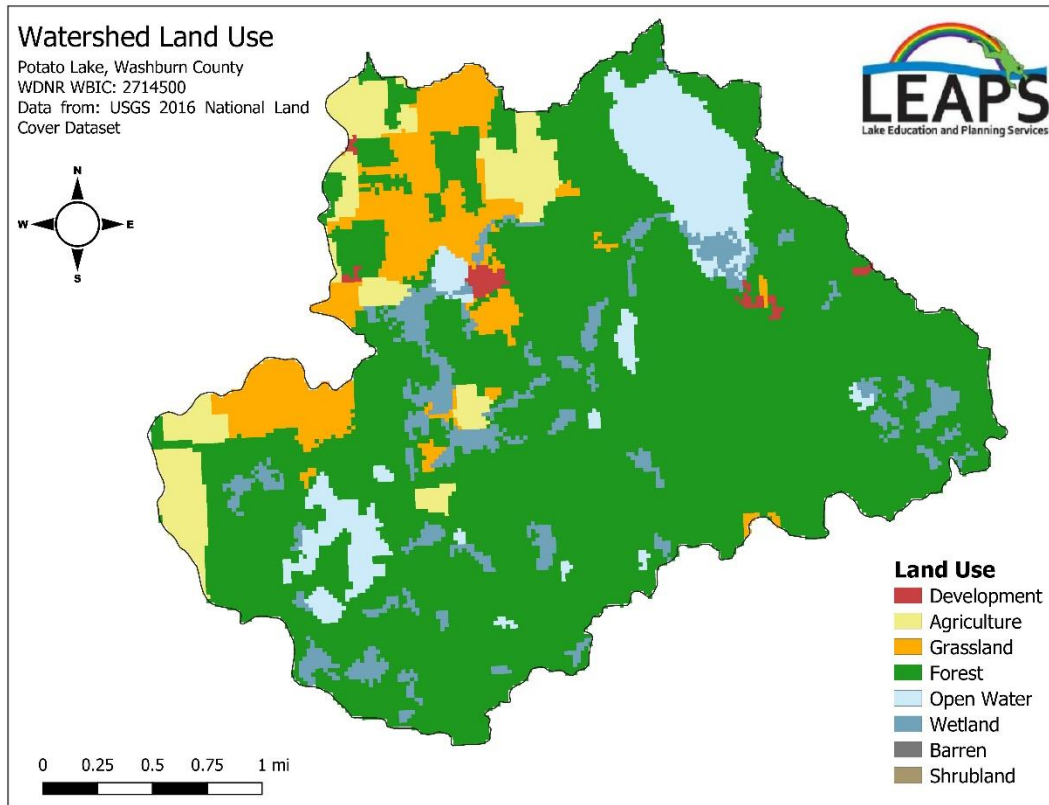 Watershed Land Use
Potato Lake, Washburn County
WDNR WBIC: 2714500
Data from: USGS 2016 National Land
Cover Dataset
LEAPS
Lake Education and Planning Services
N
W
E
S
Land Use
Development
Agriculture
Grassland
Forest
Open Water
Wetland
Barren
Shrubland
0 0.25 0.5 0.75 1 mi